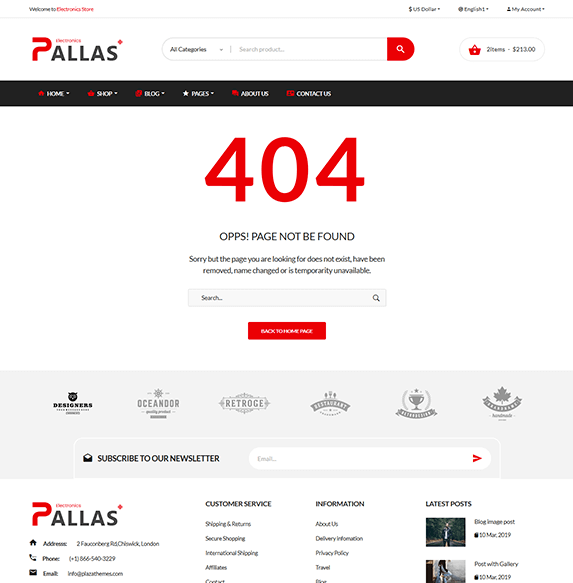 Welcome to Electronics Store
$ US Dollar
English1
My Account
Electronics
PALLAS
All Categories
Search product...
2Items - $213.00
HOME
SHOP
BLOG
PAGES
ABOUT US
CONTACT US
404
OPPS! PAGE NOT BE FOUND
Sorry but the page you are looking for does not exist, have been
removed, name changed or is temporarity unavailable.
Search...
BACK TO HOME PAGE
DESIGNERS
OCEANDOR
quality product
RETROGE
RESTAURANT
handmade
SUBSCRIBE TO OUR NEWSLETTER
Email...
Electronics
PALLAS
Address: 2 Fauconberg Rd,Chiswick, London
Phone: (+1) 866-540-3229
Email: info@plazathemes.com
CUSTOMER SERVICE
Shipping & Returns
Secure Shopping
International Shipping
Affiliates
Contact
INFORMATION
About Us
Delivery infomation
Privacy Policy
Travel
Blog
LATEST POSTS
Blog image post
10 Mar, 2019
Post with Gallery
10 Mar, 2019